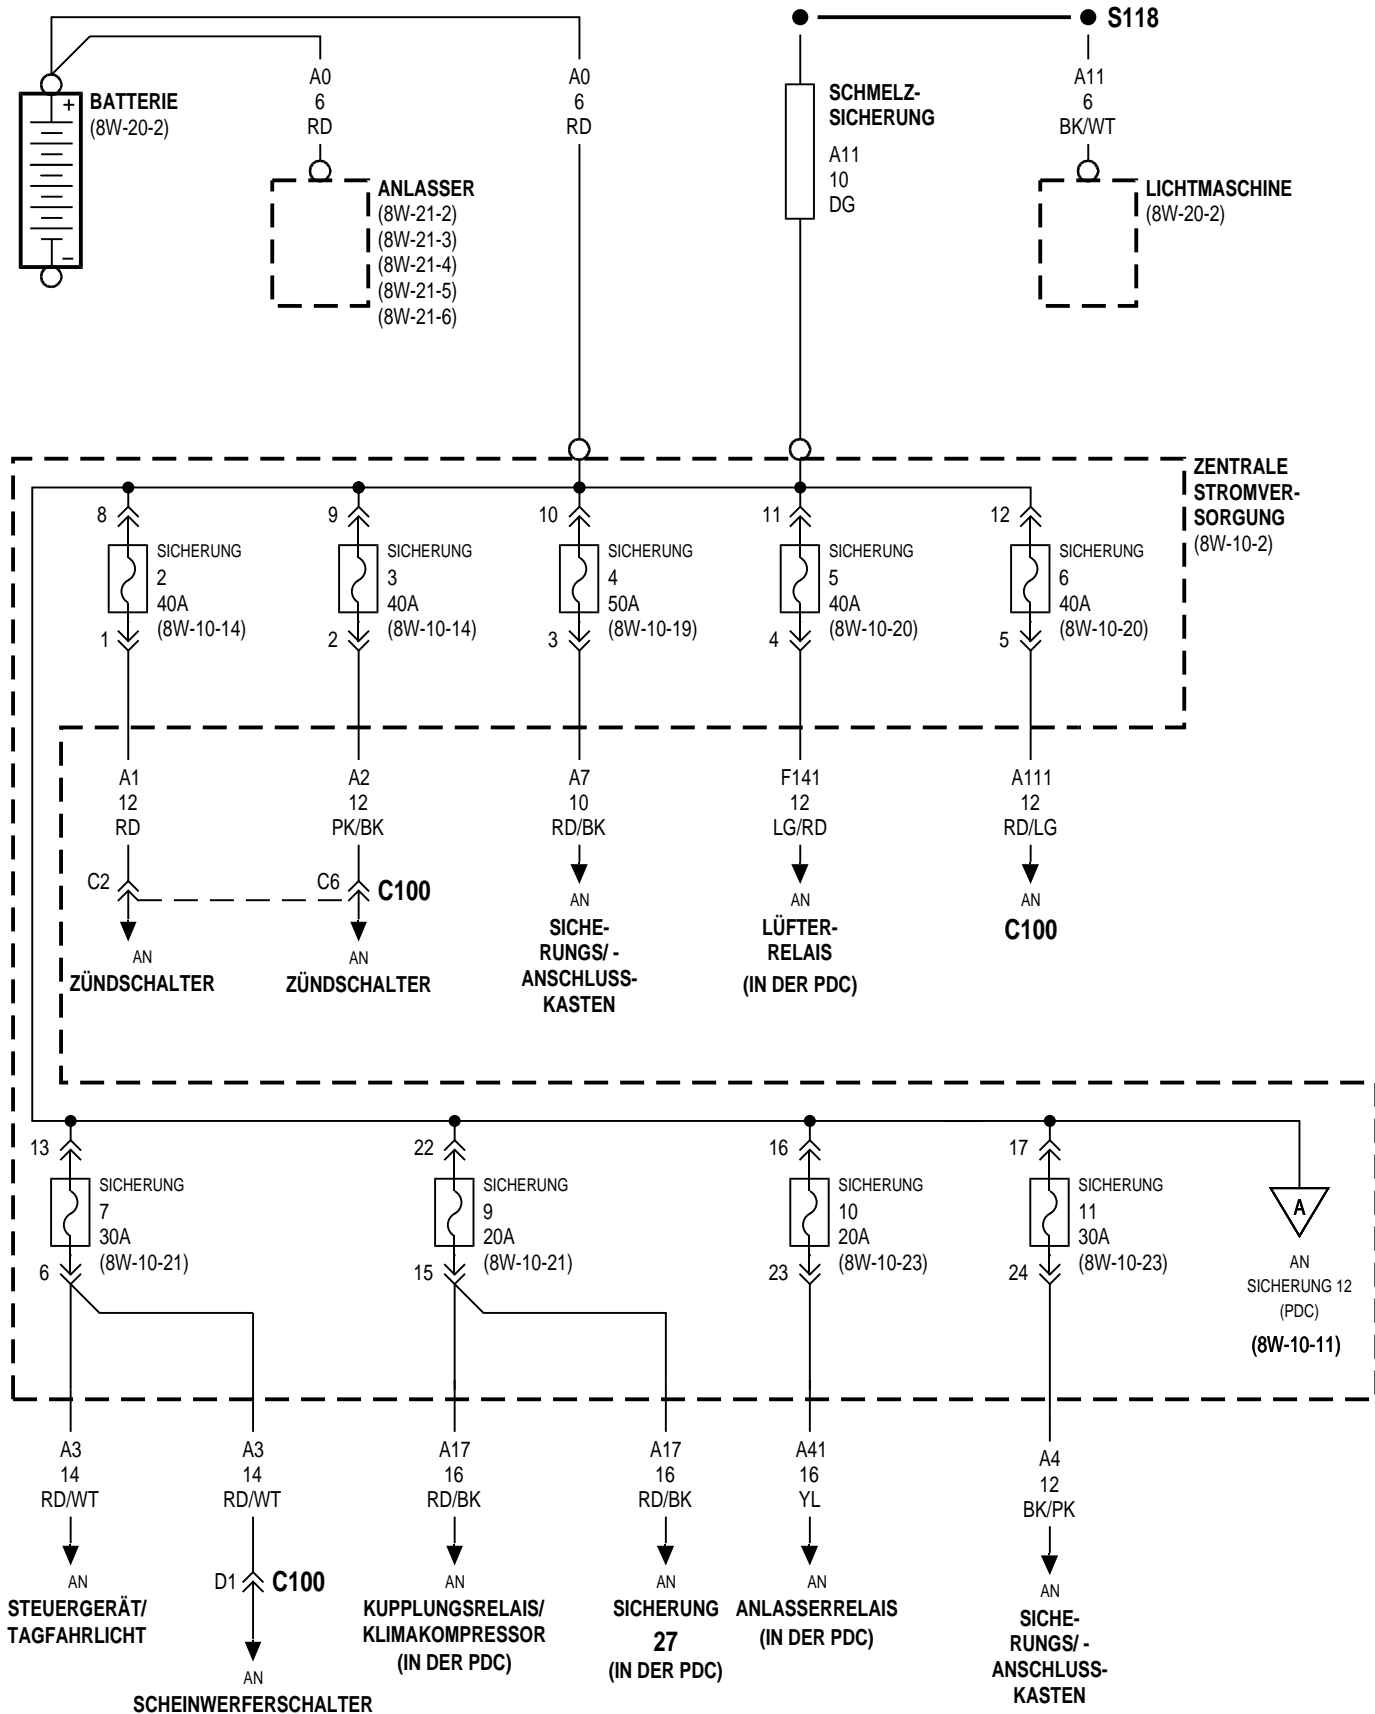 S118
A0
6
RD
A0
6
RD
A11
6
BK/WT
+
−
BATTERIE
(8W-20-2)
SCHMELZ-
SICHERUNG
A11
10
DG
ANLASSER
(8W-21-2)
(8W-21-3)
(8W-21-4)
(8W-21-5)
(8W-21-6)
LICHTMASCHINE
(8W-20-2)
ZENTRALE
STROMVER-
SORGUNG
(8W-10-2)
8
SICHERUNG
2
40A
(8W-10-14)
1
9
SICHERUNG
3
40A
(8W-10-14)
2
10
SICHERUNG
4
50A
(8W-10-19)
3
11
SICHERUNG
5
40A
(8W-10-20)
4
12
SICHERUNG
6
40A
(8W-10-20)
5
A1
12
RD
C2
AN
ZÜNDSCHALTER
A2
12
PK/BK
C6
C100
AN
ZÜNDSCHALTER
A7
10
RD/BK
AN
SICHE-
RUNGS/ -
ANSCHLUSS-
KASTEN
F141
12
LG/RD
AN
LÜFTER-
RELAIS
(IN DER PDC)
A111
12
RD/LG
AN
C100
13
SICHERUNG
7
30A
(8W-10-21)
6
22
SICHERUNG
9
20A
(8W-10-21)
15
16
SICHERUNG
10
20A
(8W-10-23)
23
17
SICHERUNG
11
30A
(8W-10-23)
24
A
AN
SICHERUNG 12
(PDC)
(8W-10-11)
A3
14
RD/WT
AN
STEUERGERÄT/
TAGFAHRLICHT
A3
14
RD/WT
D1
C100
AN
SCHEINWERFERSCHALTER
A17
16
RD/BK
AN
KUPPLUNGSRELAIS/
KLIMAKOMPRESSOR
(IN DER PDC)
A17
16
RD/BK
AN
SICHERUNG
27
(IN DER PDC)
A41
16
YL
AN
ANLASSERRELAIS
(IN DER PDC)
A4
12
BK/PK
AN
SICHE-
RUNGS/ -
ANSCHLUSS-
KASTEN